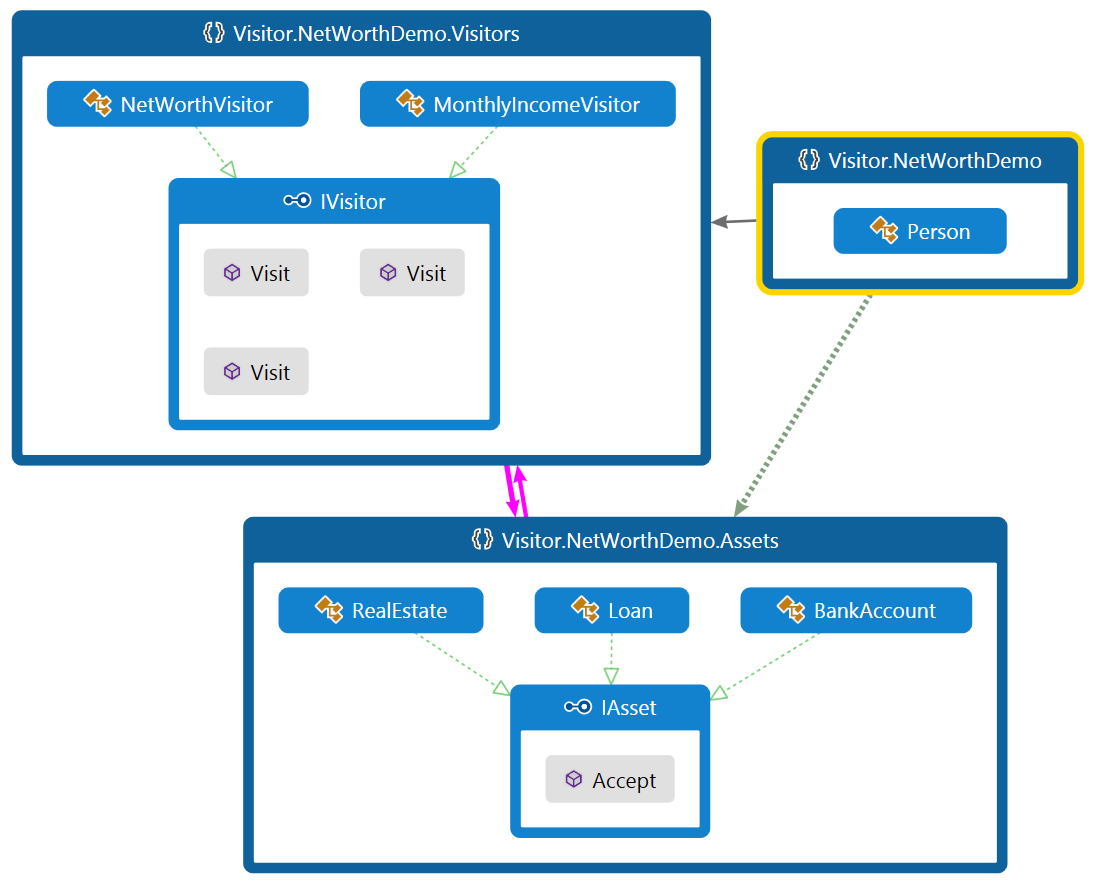 Visitor.NetWorthDemo.Visitors
NetWorthVisitor
MonthlyIncomeVisitor
IVisitor
Visit
Visit
Visit
Visitor.NetWorthDemo
Person
Visitor.NetWorthDemo.Assets
RealEstate
Loan
BankAccount
IAsset
Accept